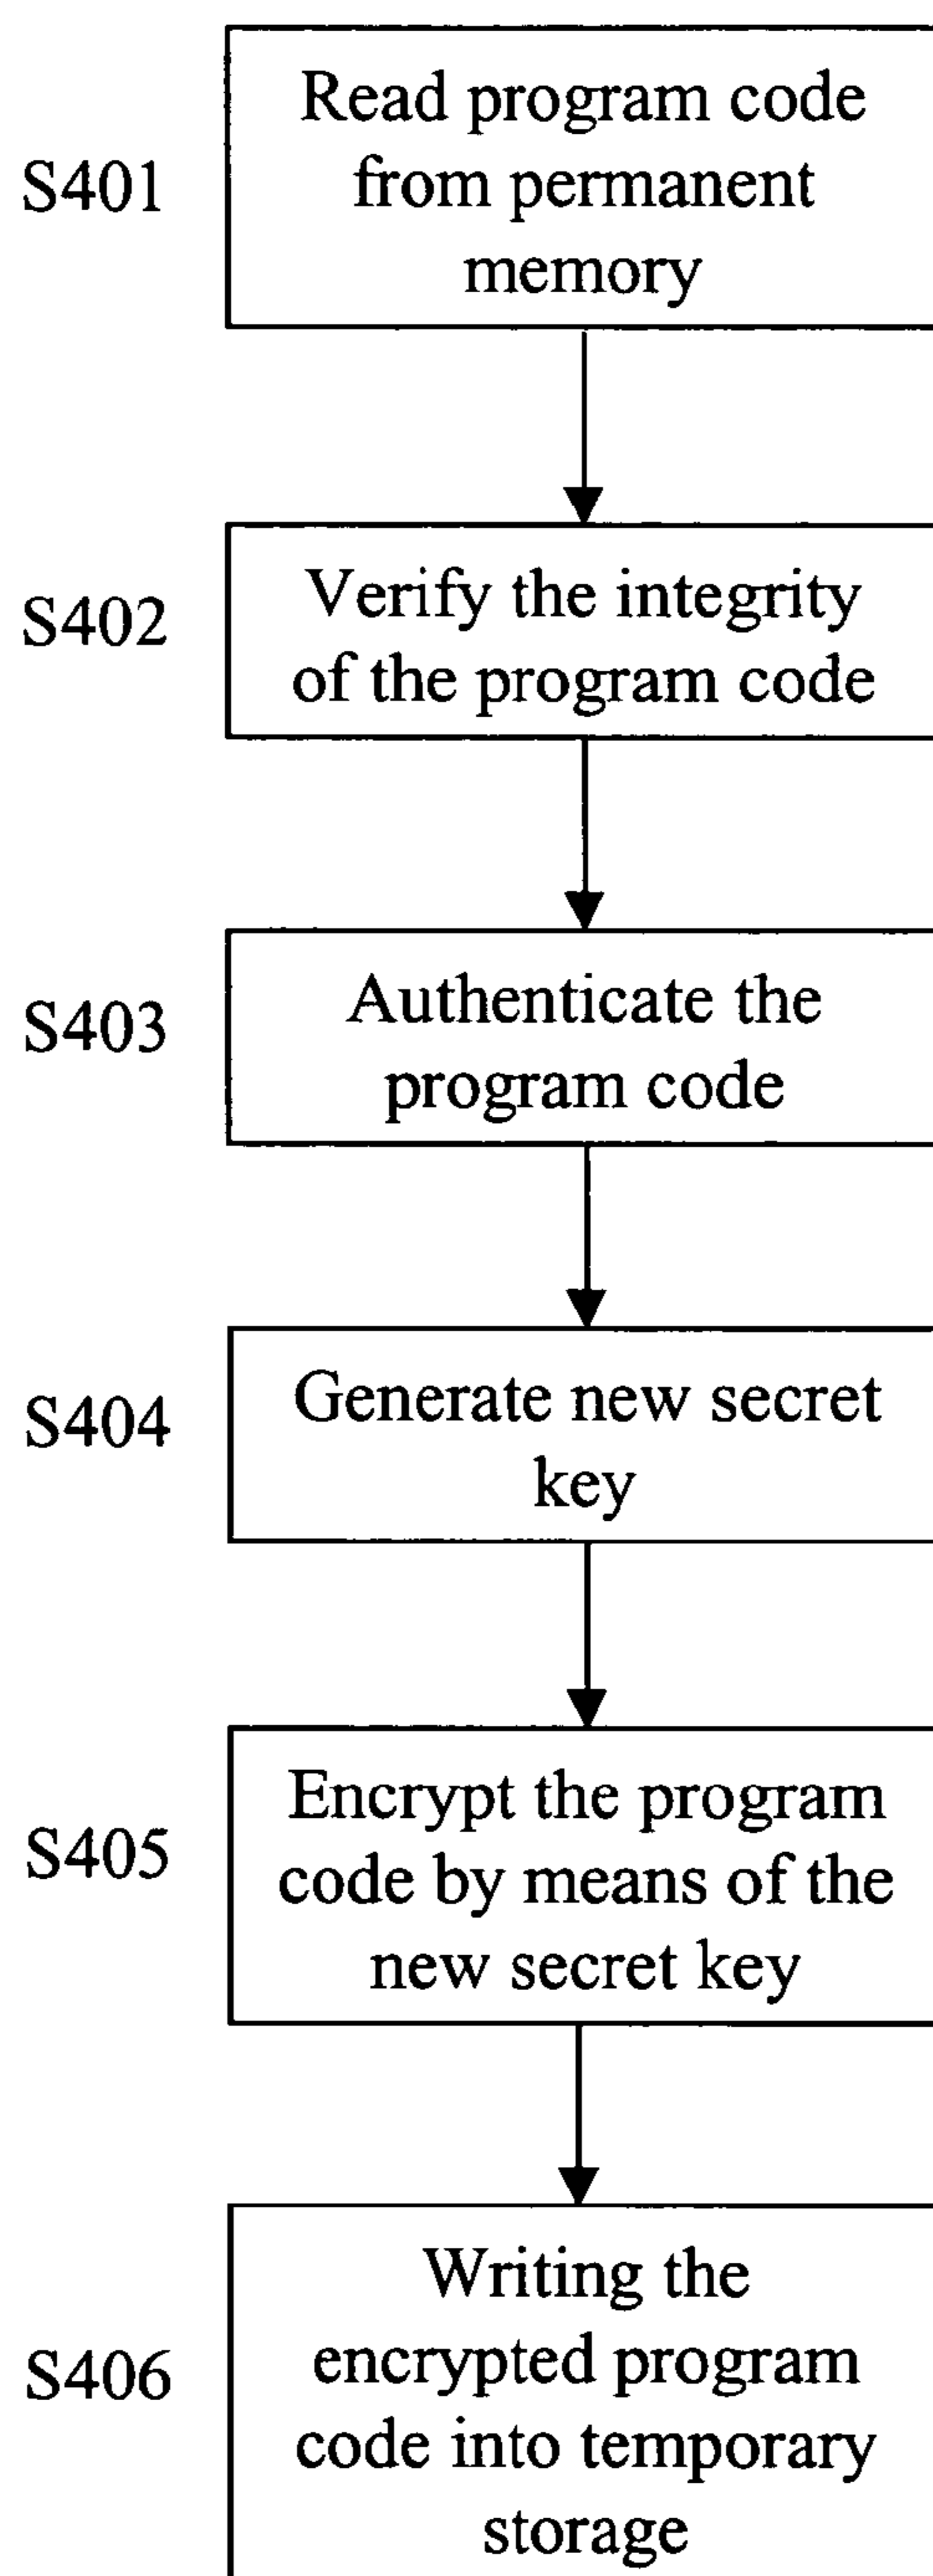 Read program code
S401
from permanent
memory
Verify the integrity
S402
of the program code
Authenticate the
S403
program code
Generate new secret
S404
key
Encrypt the program
S405
code by means of the
new secret key
Writing the
encrypted program
S406
code into temporary
storage